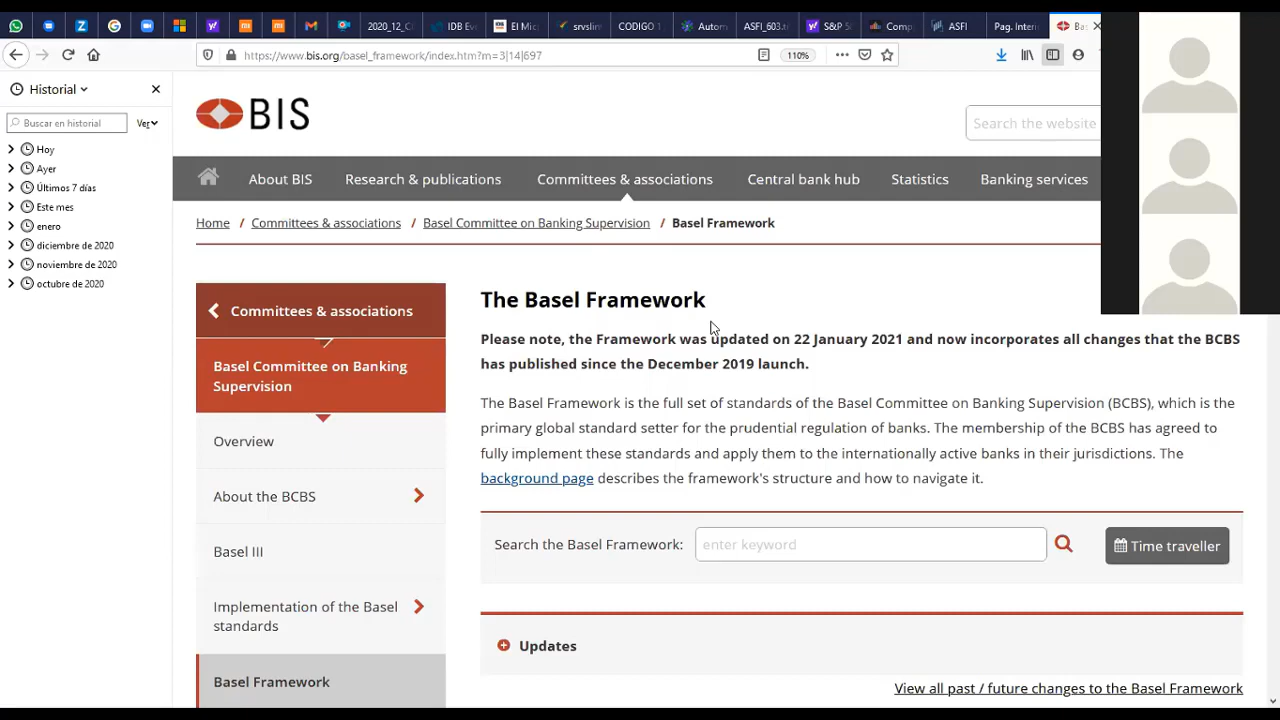 2020_12_C
IDB Eve
El Mics
srvslim
CODIGO 1
Autom
ASFI_603.t
S&P 5
Comp
ASFI
Pag. Interi
Bas
https://www.bis.org/basel_framework/index.htm?m=3|14|697
110%
Historial
Buscar en historial
Ver
Hoy
Ayer
Últimos 7 días
Este mes
enero
diciembre de 2020
noviembre de 2020
octubre de 2020
BIS
Search the website
About BIS
Research & publications
Committees & associations
Central bank hub
Statistics
Banking services
Home / Committees & associations / Basel Committee on Banking Supervision / Basel Framework
Committees & associations
Basel Committee on Banking
Supervision
Overview
About the BCBS
Basel III
Implementation of the Basel
standards
Basel Framework
The Basel Framework
Please note, the Framework was updated on 22 January 2021 and now incorporates all changes that the BCBS
has published since the December 2019 launch.
The Basel Framework is the full set of standards of the Basel Committee on Banking Supervision (BCBS), which is the
primary global standard setter for the prudential regulation of banks. The membership of the BCBS has agreed to
fully implement these standards and apply them to the internationally active banks in their jurisdictions. The
background page describes the framework's structure and how to navigate it.
Search the Basel Framework:
enter keyword
Time traveller
Updates
View all past / future changes to the Basel Framework